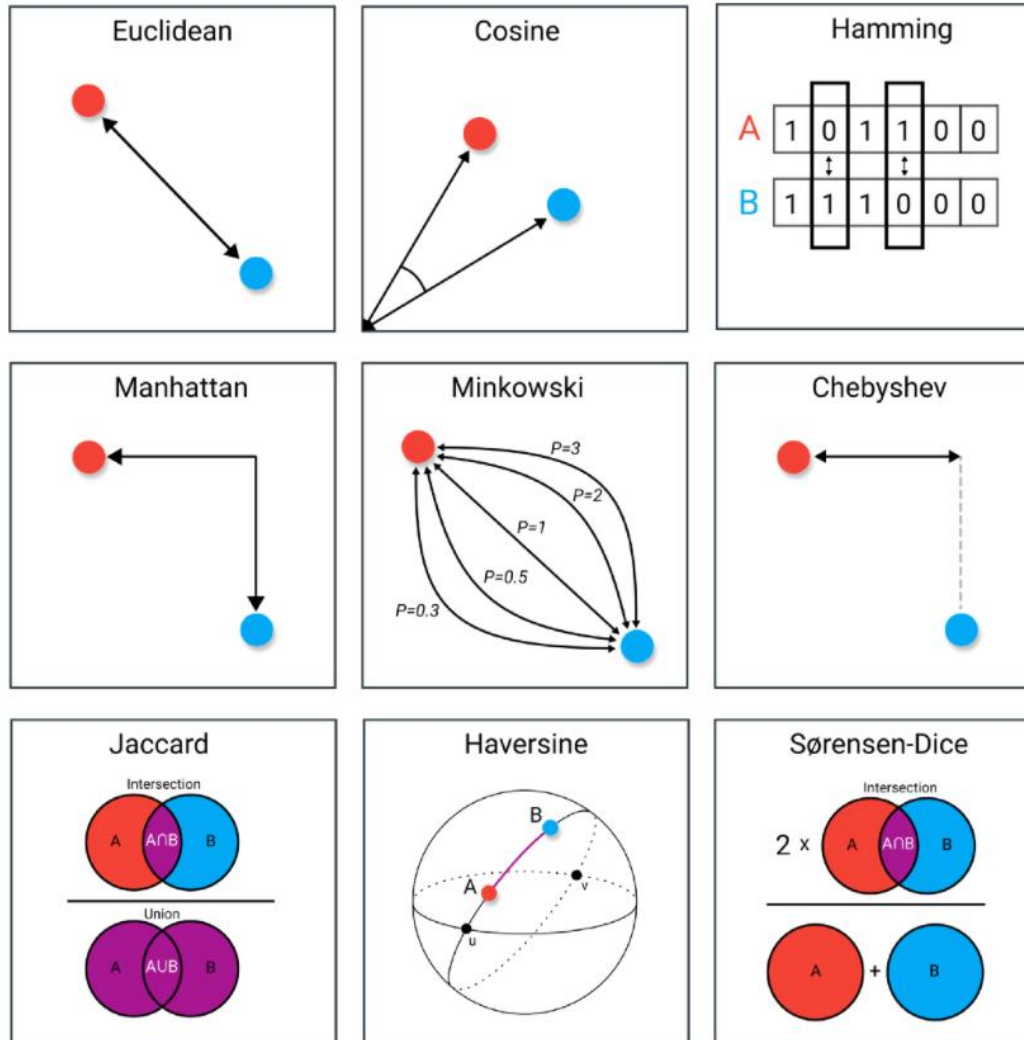 Euclidean
Cosine
Hamming
A 1 0 1 1 0 0
B 1 1 1 0 0 0
Manhattan
Minkowski
P=3
P=2
P=1
P=0.5
P=0.3
Chebyshev
Jaccard
Intersection
A A∩B B
Union
A A∪B B
Haversine
B
A
v
u
Sørensen-Dice
Intersection
2 x A A∩B B
A + B